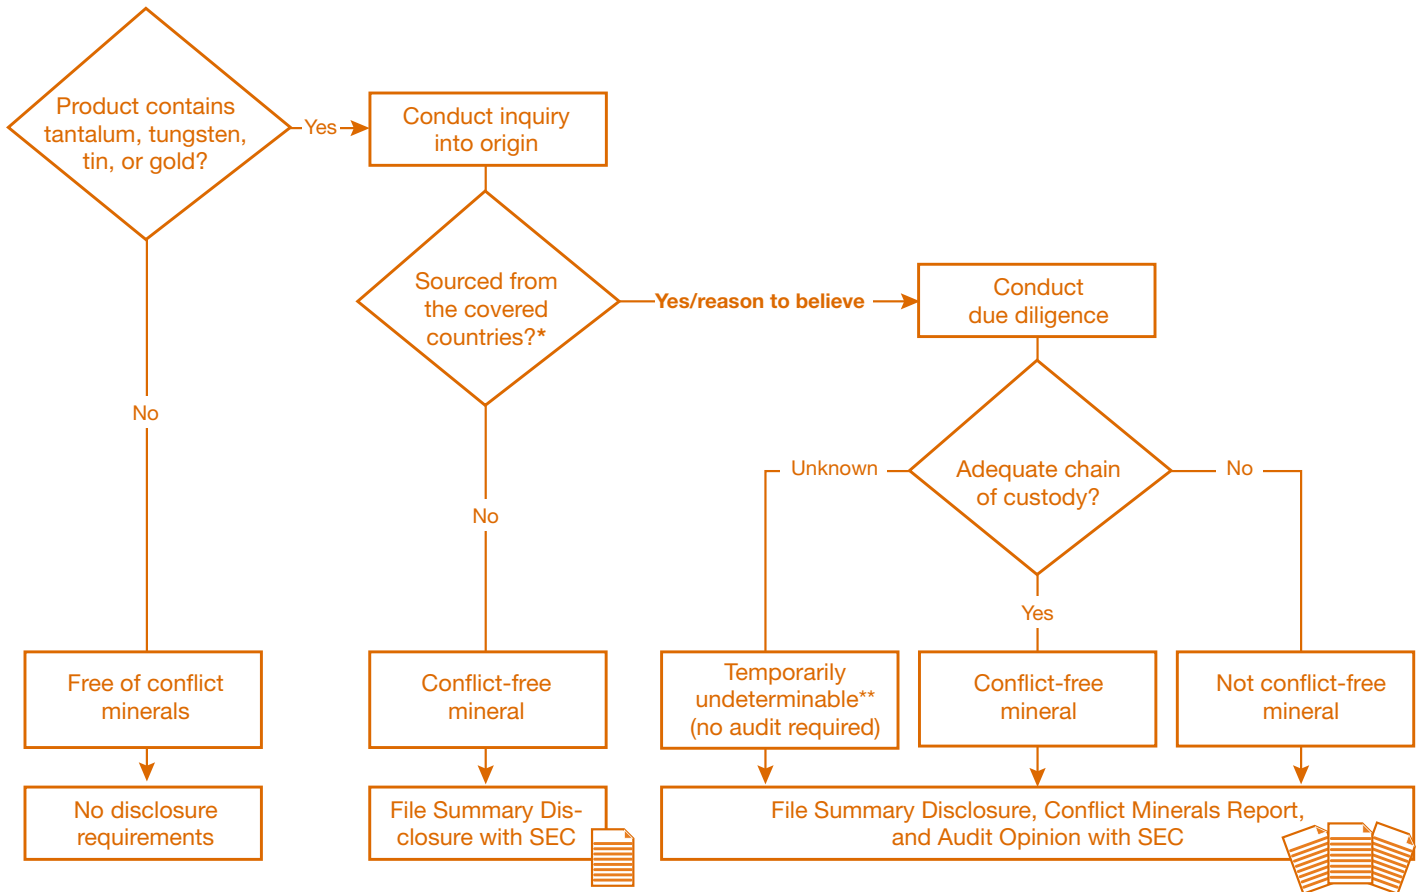 Product contains
tantalum, tungsten,
tin, or gold?
Yes
Conduct inquiry
into origin
Sourced from
the covered
countries?*
Yes/reason to believe
Conduct
due diligence
No
No
Unknown
Adequate chain
of custody?
No
Yes
Free of conflict
minerals
Conflict-free
mineral
Temporarily
undeterminable**
(no audit required)
Conflict-free
mineral
Not conflict-free
mineral
No disclosure
requirements
File Summary Dis-
closure with SEC
File Summary Disclosure, Conflict Minerals Report,
and Audit Opinion with SEC